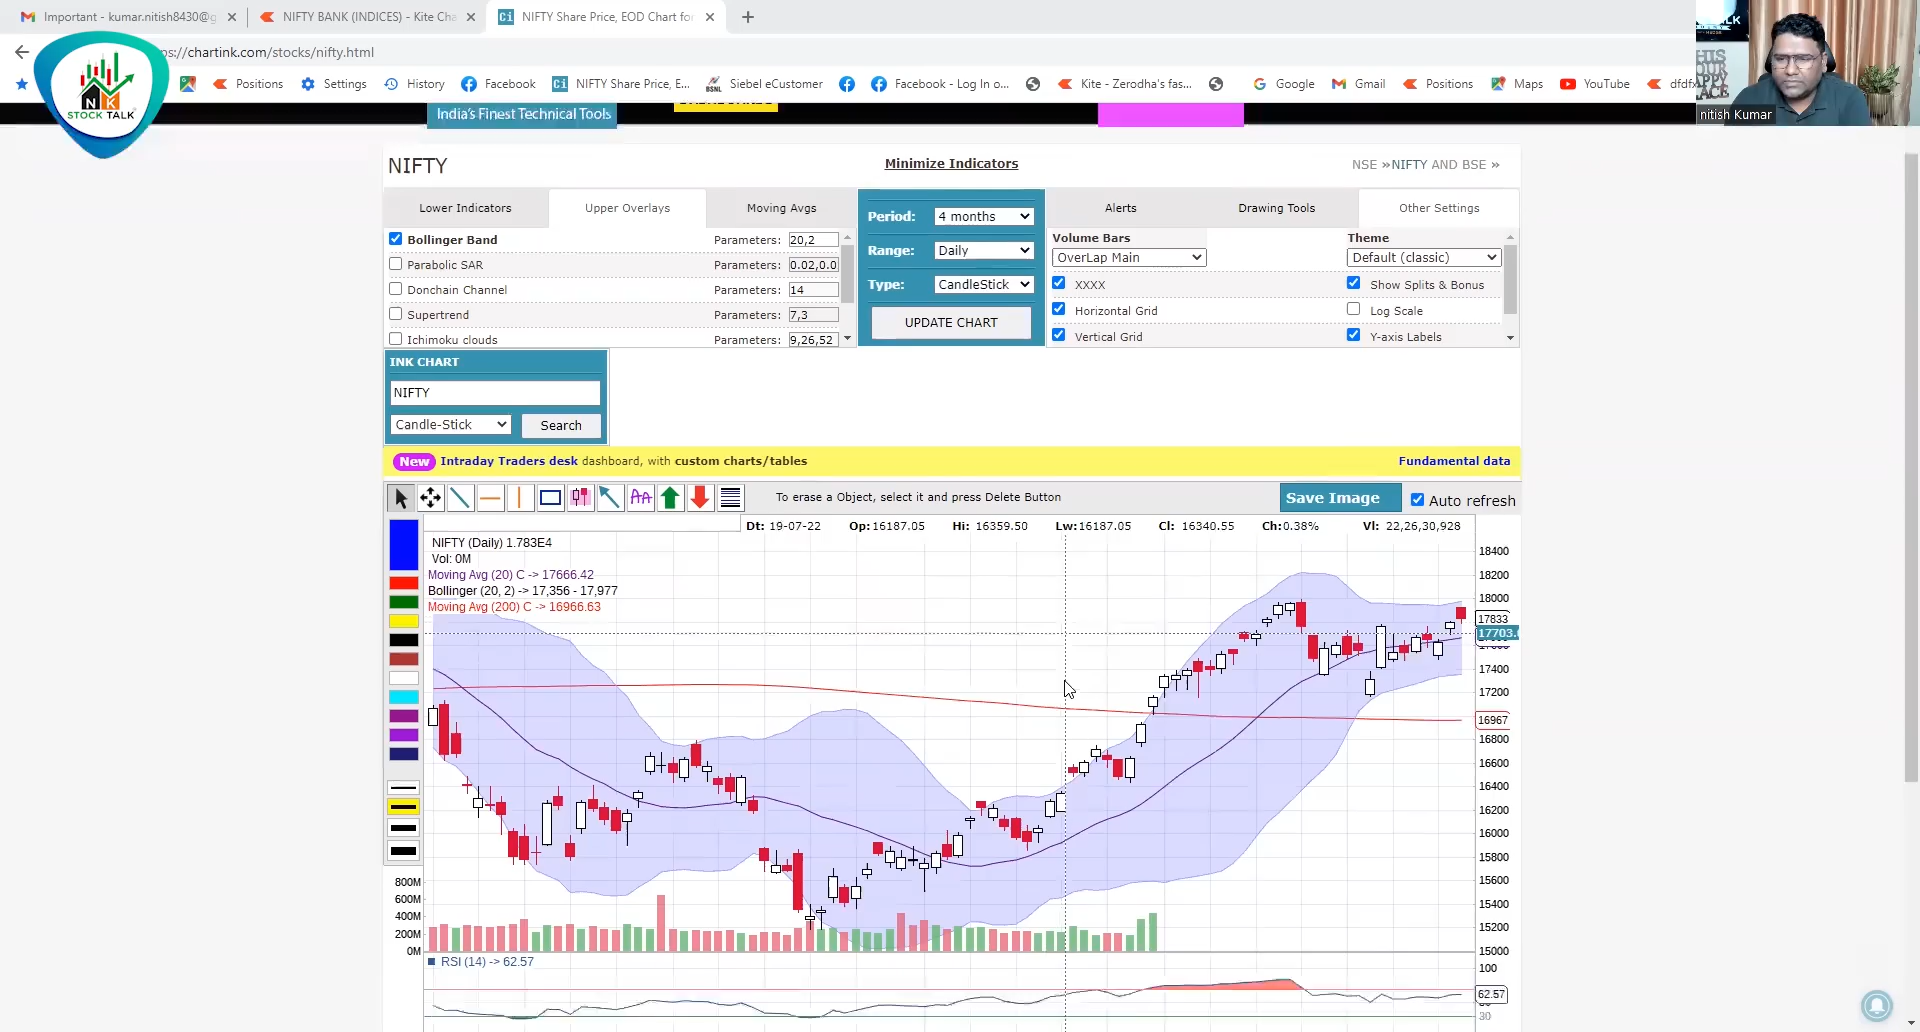 Important - kumar.nitish8430@g
NIFTY BANK (INDICES) - Kite Cha
NIFTY Share Price, EOD Chart for
ps://chartink.com/stocks/nifty.html
Positions
Settings
History
Facebook
NIFTY Share Price, E...
Siebel eCustomer
Facebook - Log In o...
Kite - Zerodha's fas...
Google
Gmail
Positions
Maps
YouTube
dfdfx
NK
STOCK TALK
India's Finest Technical Tools
nitish Kumar
NIFTY
Minimize Indicators
NSE »NIFTY AND BSE »
Lower Indicators
Upper Overlays
Moving Avgs
Period:
4 months
Alerts
Drawing Tools
Other Settings
Bollinger Band
Parameters:
20,2
Parabolic SAR
Parameters:
0.02,0.0
Donchain Channel
Parameters:
14
Supertrend
Parameters:
7,3
Ichimoku clouds
Parameters:
9,26,52
Range:
Daily
Type:
CandleStick
UPDATE CHART
Volume Bars
OverLap Main
Theme
Default (classic)
XXXX
Show Splits & Bonus
Horizontal Grid
Log Scale
Vertical Grid
Y-axis Labels
INK CHART
NIFTY
Candle-Stick
Search
New Intraday Traders desk dashboard, with custom charts/tables
Fundamental data
To erase a Object, select it and press Delete Button
Save Image
Auto refresh
Dt: 19-07-22 Op:16187.05 Hi: 16359.50 Lw:16187.05 Cl: 16340.55 Ch:0.38% Vl: 22,26,30,928
NIFTY (Daily) 1.783E4
Vol: 0M
Moving Avg (20) C -> 17666.42
Bollinger (20, 2) -> 17,356 - 17,977
Moving Avg (200) C -> 16966.63
18400
18200
18000
17833
17703.
17400
17200
16967
16800
16600
16400
16200
16000
15800
15600
15400
15200
15000
800M
600M
400M
200M
0M
RSI (14) -> 62.57
100
62.57
30